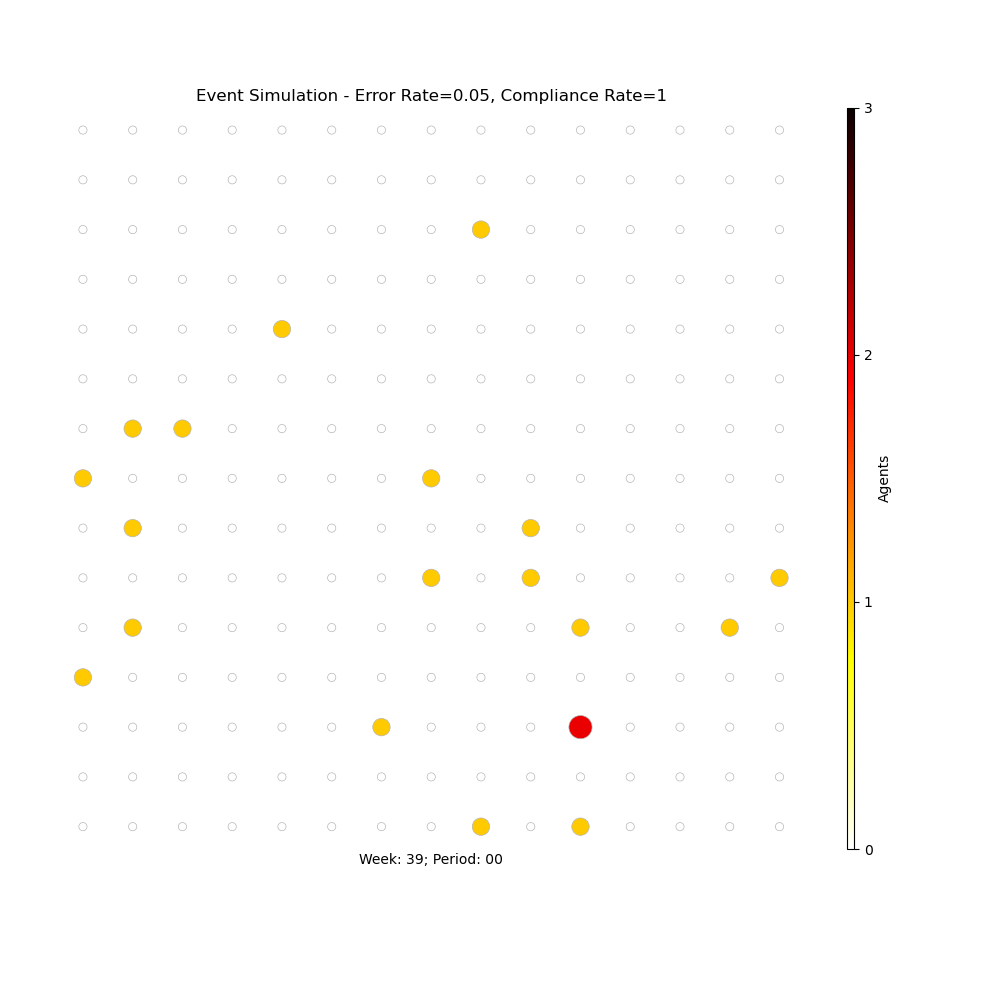 Event Simulation - Error Rate=0.05, Compliance Rate=1
3
2
Agents
1
0
Week: 39; Period: 00